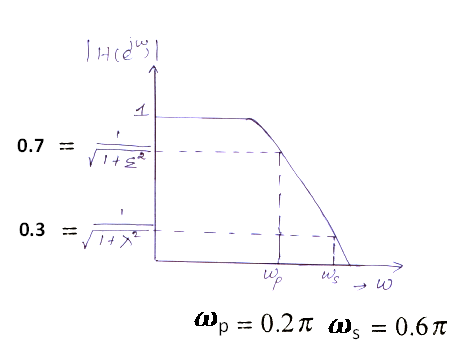 |H(e^jω)|
1
0.7 = 1/√(1+ε²)
0.3 = 1/√(1+λ²)
ωp ωs → ω
ωp = 0.2π ωs = 0.6π